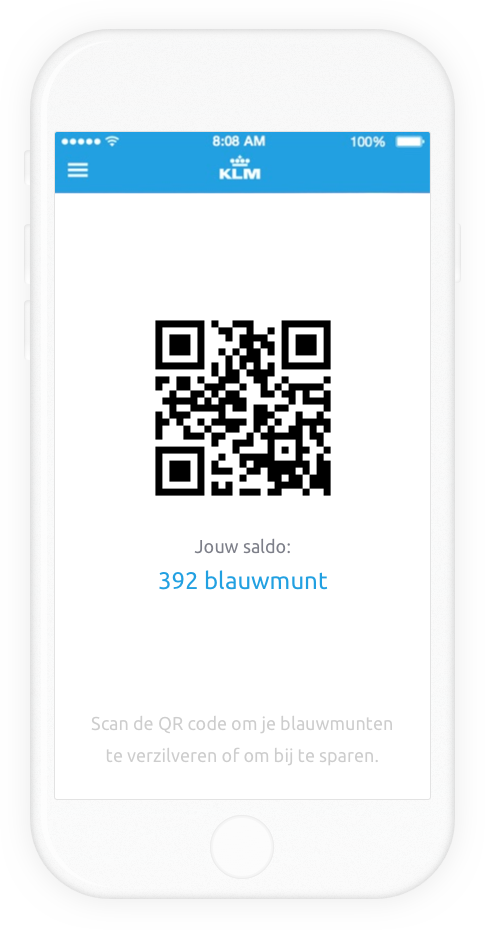 8:08 AM
100%
KLM
Jouw saldo:
392 blauwmunt
Scan de QR code om je blauwmunten
te verzilveren of om bij te sparen.